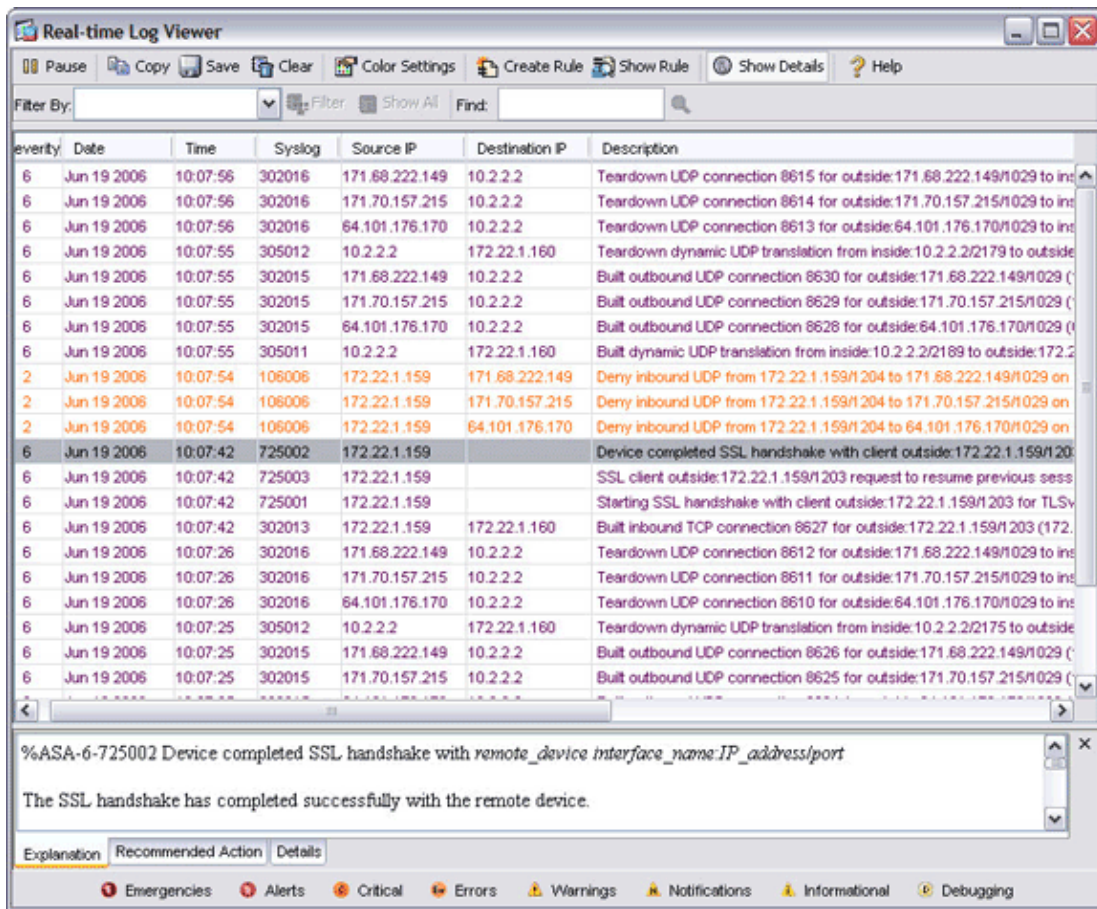 Real-time Log Viewer
Pause Copy Save Clear Color Settings Create Rule Show Rule Show Details Help
Filter By: Filter Show All Find:
everity Date Time Syslog Source IP Destination IP Description
6 Jun 19 2006 10:07:56 302016 171.68.222.149 10.2.2.2 Teardown UDP connection 8615 for outside:171.68.222.149/1029 to ins
6 Jun 19 2006 10:07:56 302016 171.70.157.215 10.2.2.2 Teardown UDP connection 8614 for outside:171.70.157.215/1029 to ins
6 Jun 19 2006 10:07:56 302016 64.101.176.170 10.2.2.2 Teardown UDP connection 8613 for outside:64.101.176.170/1029 to ins
6 Jun 19 2006 10:07:55 305012 10.2.2.2 172.22.1.160 Teardown dynamic UDP translation from inside:10.2.2.2/2179 to outside
6 Jun 19 2006 10:07:55 302015 171.68.222.149 10.2.2.2 Built outbound UDP connection 8630 for outside:171.68.222.149/1029 (
6 Jun 19 2006 10:07:55 302015 171.70.157.215 10.2.2.2 Built outbound UDP connection 8629 for outside:171.70.157.215/1029 (
6 Jun 19 2006 10:07:55 302015 64.101.176.170 10.2.2.2 Built outbound UDP connection 8628 for outside:64.101.176.170/1029 (
6 Jun 19 2006 10:07:55 305011 10.2.2.2 172.22.1.160 Built dynamic UDP translation from inside:10.2.2.2/2189 to outside:172.2
2 Jun 19 2006 10:07:54 106006 172.22.1.159 171.68.222.149 Deny inbound UDP from 172.22.1.159/1204 to 171.68.222.149/1029 on
2 Jun 19 2006 10:07:54 106006 172.22.1.159 171.70.157.215 Deny inbound UDP from 172.22.1.159/1204 to 171.70.157.215/1029 on
2 Jun 19 2006 10:07:54 106006 172.22.1.159 64.101.176.170 Deny inbound UDP from 172.22.1.159/1204 to 64.101.176.170/1029 on
6 Jun 19 2006 10:07:42 725002 172.22.1.159 Device completed SSL handshake with client outside:172.22.1.159/120
6 Jun 19 2006 10:07:42 725003 172.22.1.159 SSL client outside:172.22.1.159/1203 request to resume previous sess
6 Jun 19 2006 10:07:42 725001 172.22.1.159 Starting SSL handshake with client outside:172.22.1.159/1203 for TLSv
6 Jun 19 2006 10:07:42 302013 172.22.1.159 172.22.1.160 Built inbound TCP connection 8627 for outside:172.22.1.159/1203 (172.
6 Jun 19 2006 10:07:26 302016 171.68.222.149 10.2.2.2 Teardown UDP connection 8612 for outside:171.68.222.149/1029 to ins
6 Jun 19 2006 10:07:26 302016 171.70.157.215 10.2.2.2 Teardown UDP connection 8611 for outside:171.70.157.215/1029 to ins
6 Jun 19 2006 10:07:26 302016 64.101.176.170 10.2.2.2 Teardown UDP connection 8610 for outside:64.101.176.170/1029 to ins
6 Jun 19 2006 10:07:25 305012 10.2.2.2 172.22.1.160 Teardown dynamic UDP translation from inside:10.2.2.2/2175 to outside
6 Jun 19 2006 10:07:25 302015 171.68.222.149 10.2.2.2 Built outbound UDP connection 8626 for outside:171.68.222.149/1029 (
6 Jun 19 2006 10:07:25 302015 171.70.157.215 10.2.2.2 Built outbound UDP connection 8625 for outside:171.70.157.215/1029 (
%ASA-6-725002 Device completed SSL handshake with remote_device interface_name:IP_address/port
The SSL handshake has completed successfully with the remote device.
Explanation Recommended Action Details
Emergencies Alerts Critical Errors Warnings Notifications Informational Debugging